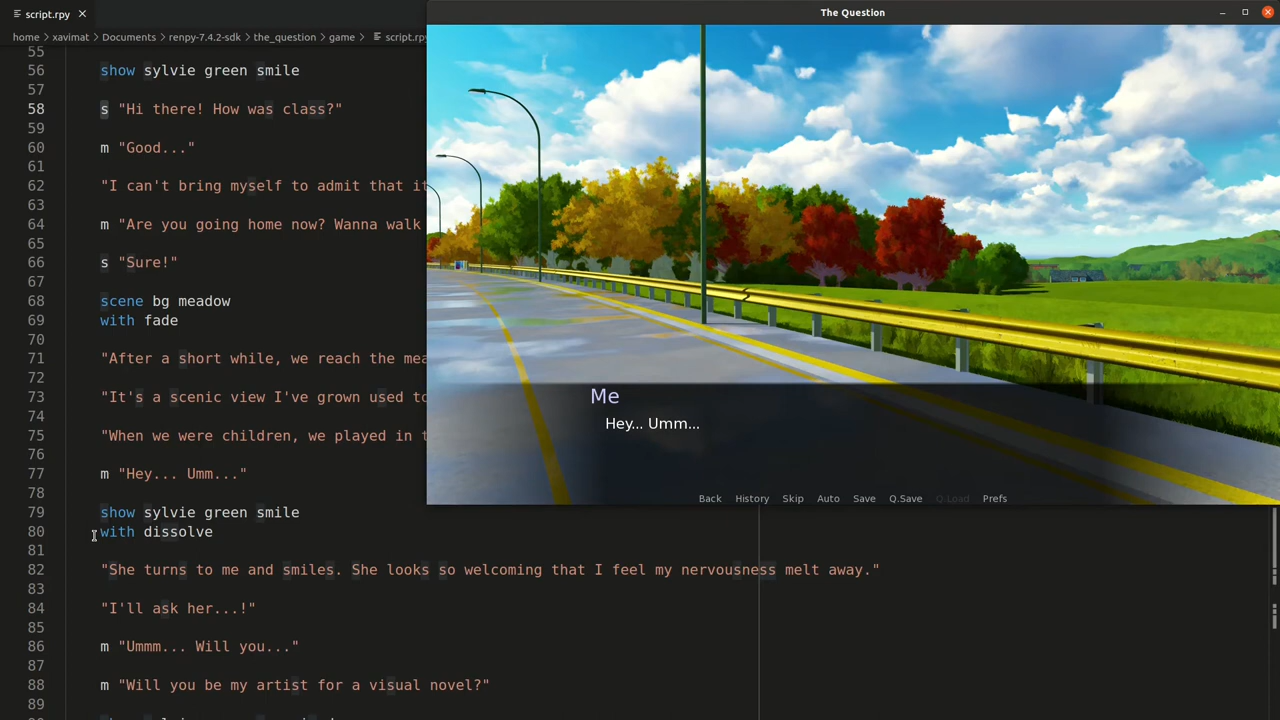 script.rpy
home > xavimat > Documents > renpy-7.4.2-sdk > the_question > game > script.rpy
55
56 show sylvie green smile
57
58 s "Hi there! How was class?"
59
60 m "Good..."
61
62 "I can't bring myself to admit that it
63
64 m "Are you going home now? Wanna walk
65
66 s "Sure!"
67
68 scene bg meadow
69 with fade
70
71 "After a short while, we reach the mea
72
73 "It's a scenic view I've grown used to
74
75 "When we were children, we played in t
76
77 m "Hey... Umm..."
78
79 show sylvie green smile
80 with dissolve
81
82 "She turns to me and smiles. She looks so welcoming that I feel my nervousness melt away."
83
84 "I'll ask her...!"
85
86 m "Ummm... Will you..."
87
88 m "Will you be my artist for a visual novel?"
89
The Question
Me
Hey... Umm...
Back History Skip Auto Save Q.Save Q.Load Prefs